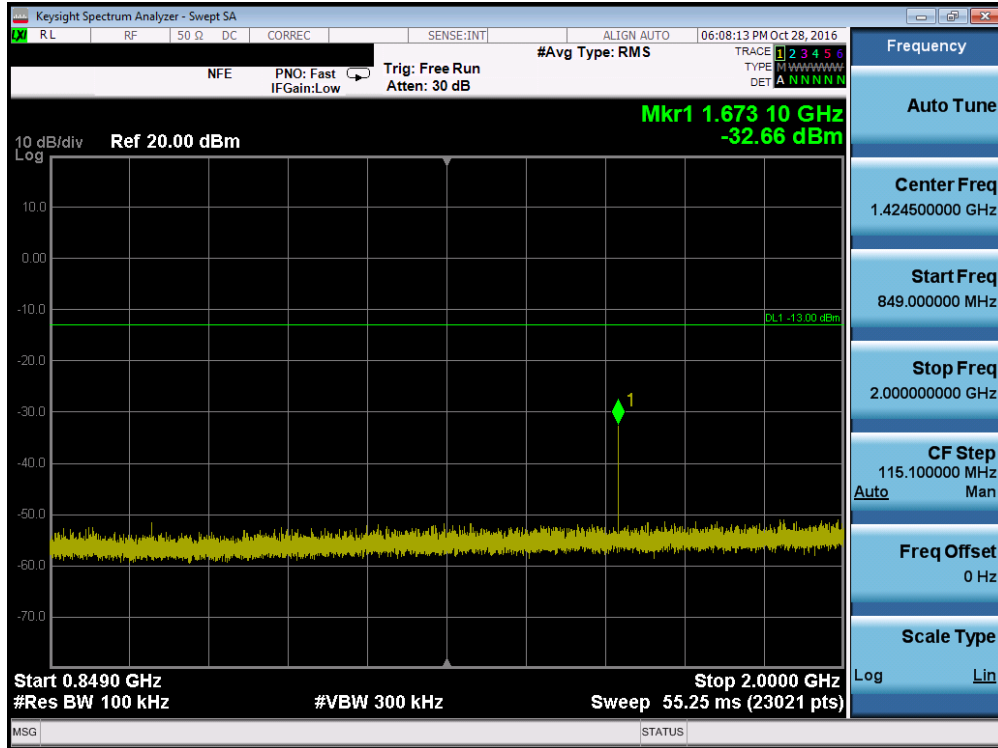 Keysight Spectrum Analyzer - Swept SA
LXI RL RF 50 Ω DC CORREC SENSE:INT ALIGN AUTO 06:08:13 PM Oct 28, 2016
NFE PNO: Fast Trig: Free Run #Avg Type: RMS TRACE 1 2 3 4 5 6
IFGain:Low Atten: 30 dB TYPE M W W W W W
DET A N N N N N
Mkr1 1.673 10 GHz
-32.66 dBm
10 dB/div Ref 20.00 dBm
Log
10.0
0.00
-10.0
DL1 -13.00 dBm
-20.0
1
-30.0
-40.0
-50.0
-60.0
-70.0
Start 0.8490 GHz Stop 2.0000 GHz
#Res BW 100 kHz #VBW 300 kHz Sweep 55.25 ms (23021 pts)
MSG STATUS
Frequency
Auto Tune
Center Freq
1.424500000 GHz
Start Freq
849.000000 MHz
Stop Freq
2.000000000 GHz
CF Step
115.100000 MHz
Auto Man
Freq Offset
0 Hz
Scale Type
Log Lin